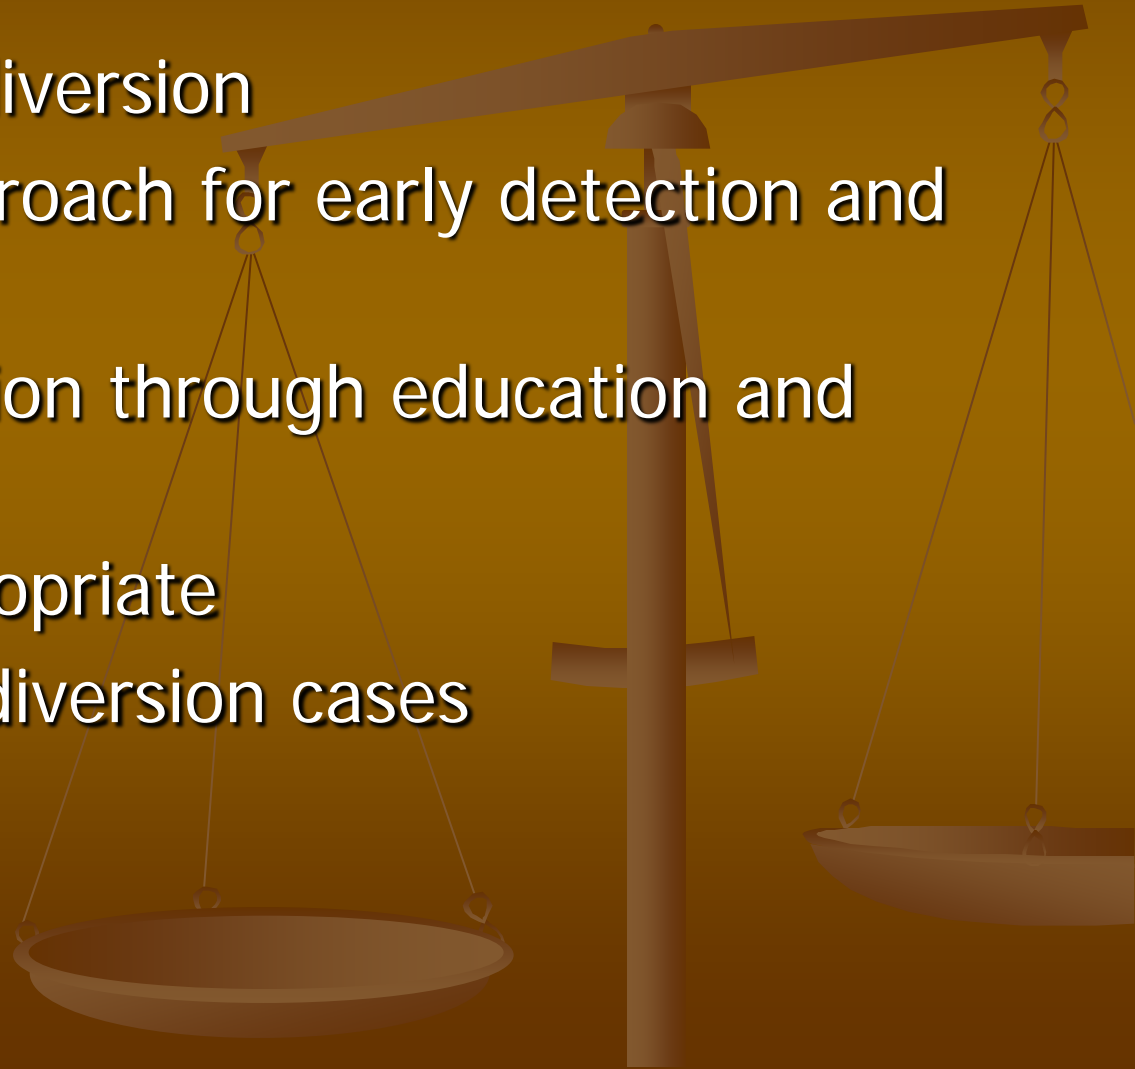 iversion
roach for early detection and
ion through education and
opriate
diversion cases